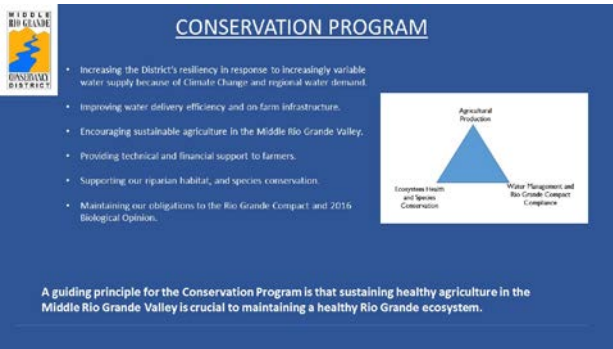 MIDDLE
RIO GRANDE
CONSERVANCY
DISTRICT
CONSERVATION PROGRAM
• Increasing the District's resiliency in response to increasingly variable
water supply because of Climate Change and regional water demand.
• Improving water delivery efficiency and on-farm infrastructure.
• Encouraging sustainable agriculture in the Middle Rio Grande Valley.
• Providing technical and financial support to farmers.
• Supporting our riparian habitat, and species conservation.
• Maintaining our obligations to the Rio Grande Compact and 2016
Biological Opinion.
Agricultural
Production
Ecosystem Health
and Species
Conservation
Water Management and
Rio Grande Compact
Compliance
A guiding principle for the Conservation Program is that sustaining healthy agriculture in the
Middle Rio Grande Valley is crucial to maintaining a healthy Rio Grande ecosystem.